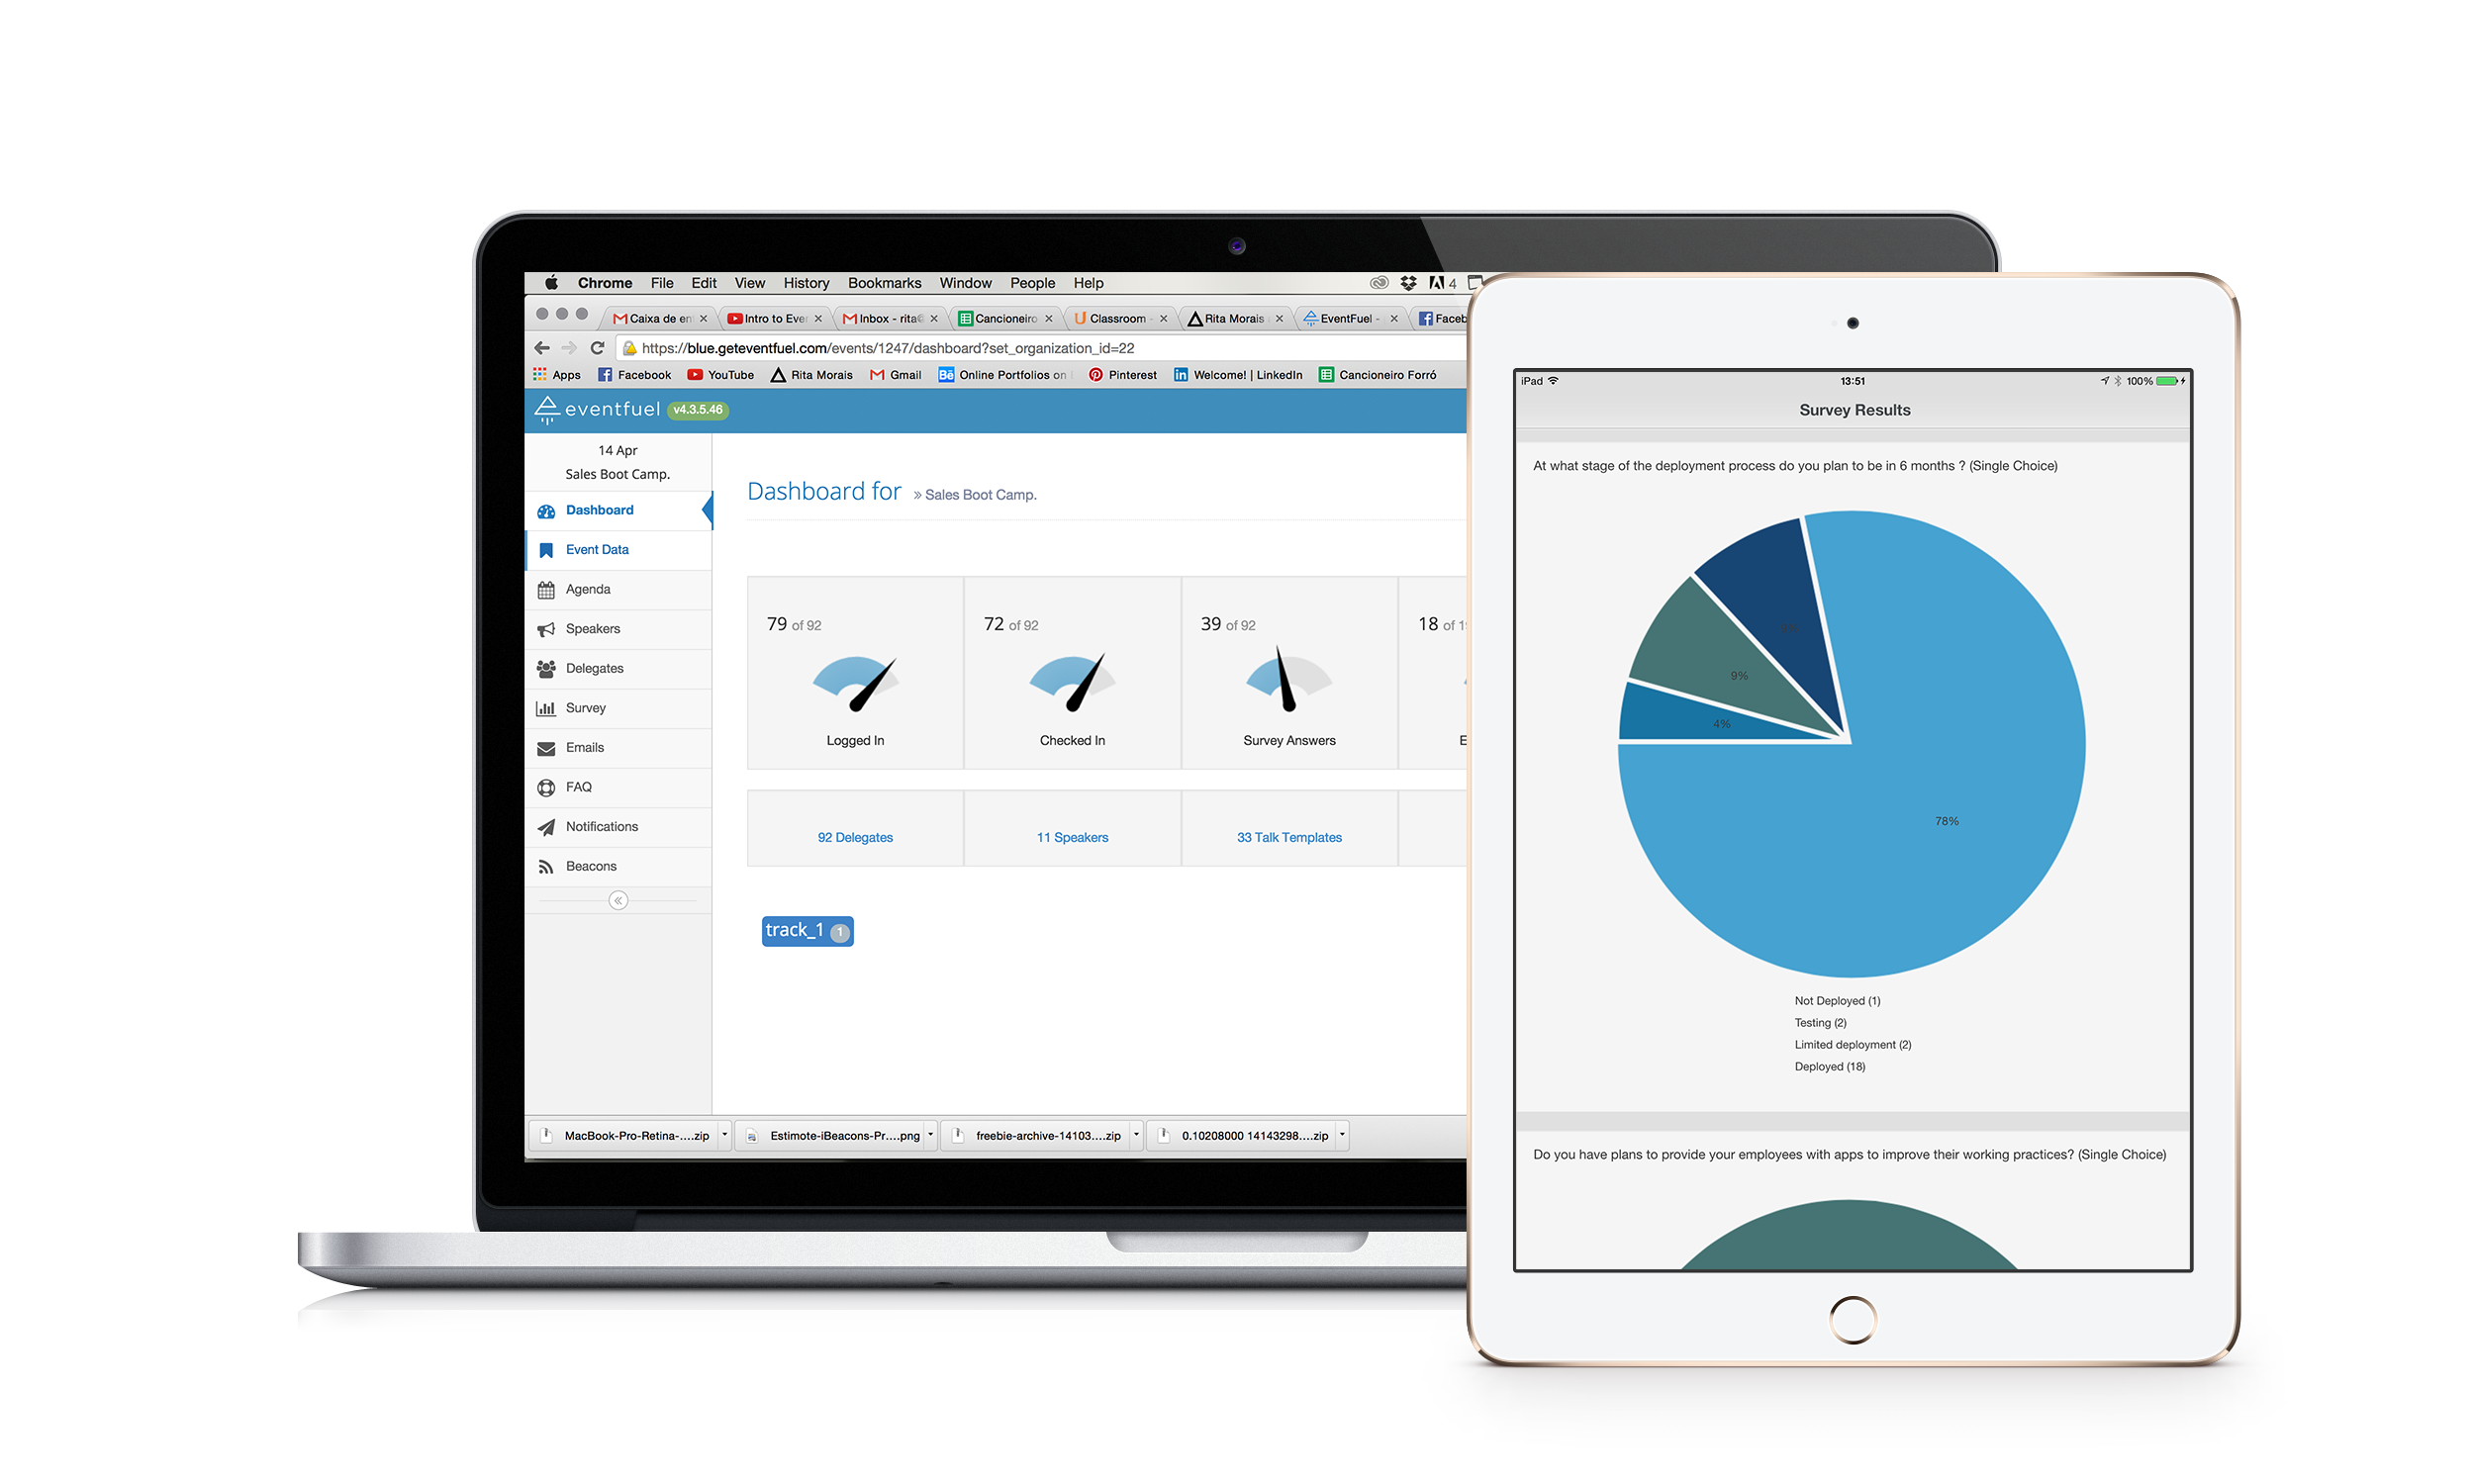 Chrome File Edit View History Bookmarks Window People Help 4
Caixa de en Intro to Eve Inbox - rita@ Cancioneiro Classroom - Rita Morais EventFuel - Faceb
https://blue.geteventfuel.com/events/1247/dashboard?set_organization_id=22
Apps Facebook YouTube Rita Morais Gmail Bē Online Portfolios on Pinterest Welcome! | LinkedIn Cancioneiro Forró
eventfuel v4.3.5.46
14 Apr
Sales Boot Camp.
Dashboard
Event Data
Agenda
Speakers
Delegates
Survey
Emails
FAQ
Notifications
Beacons
Dashboard for » Sales Boot Camp.
79 of 92
Logged In
72 of 92
Checked In
39 of 92
Survey Answers
18 of
E
92 Delegates
11 Speakers
33 Talk Templates
track_1 1
MacBook-Pro-Retina-....zip
Estimote-iBeacons-Pr....png
freebie-archive-14103....zip
0.10208000 14143298....zip
iPad 13:51 100%
Survey Results
At what stage of the deployment process do you plan to be in 6 months ? (Single Choice)
9%
4%
78%
Not Deployed (1)
Testing (2)
Limited deployment (2)
Deployed (18)
Do you have plans to provide your employees with apps to improve their working practices? (Single Choice)